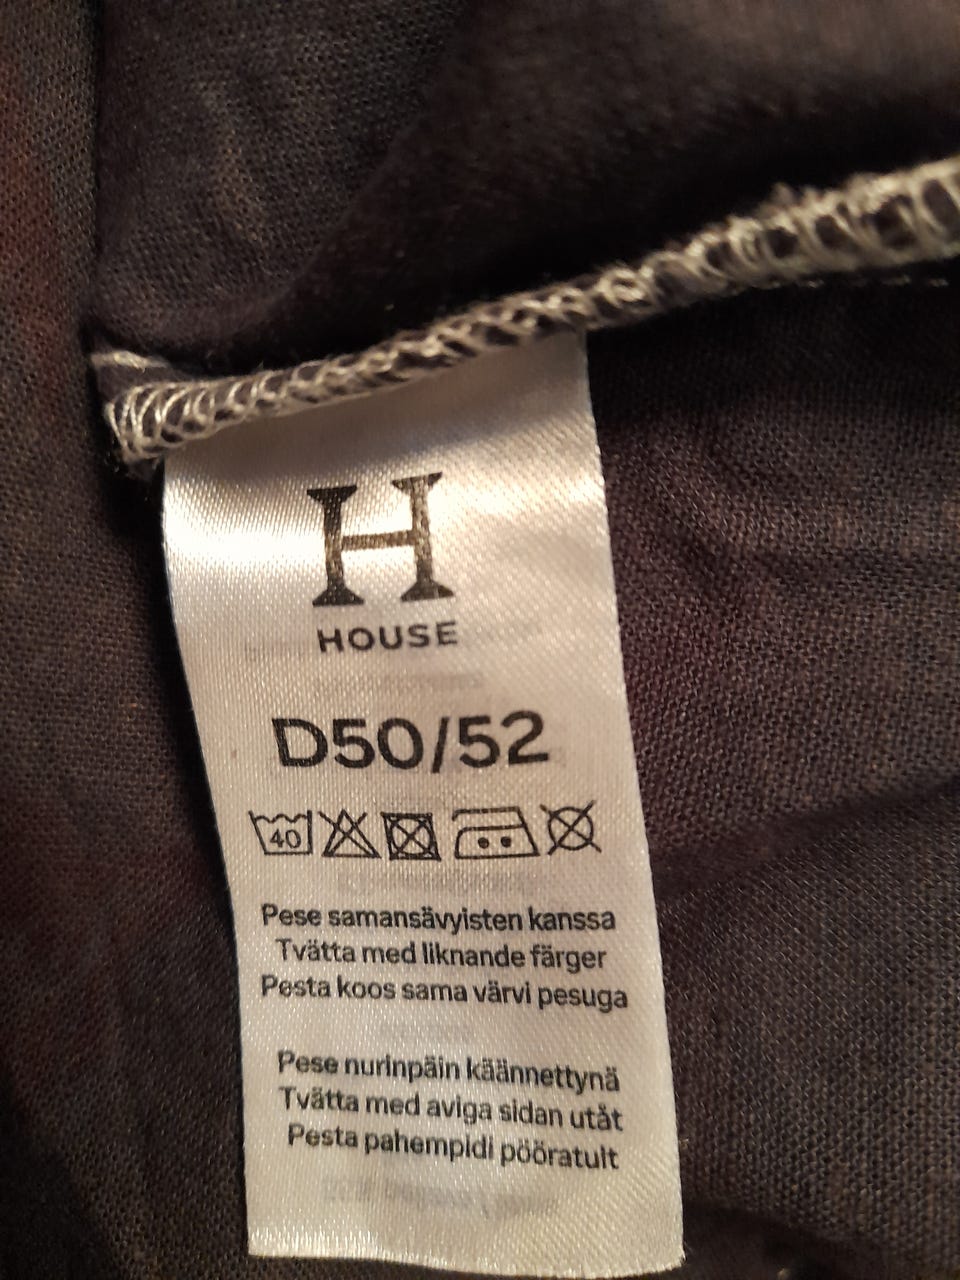 H
HOUSE
D50/52
40
Pese samansävyisten kanssa
Tvätta med liknande färger
Pesta koos sama värvi pesuga
Pese nurinpäin käännettynä
Tvätta med aviga sidan utåt
Pesta pahempidi pööratult